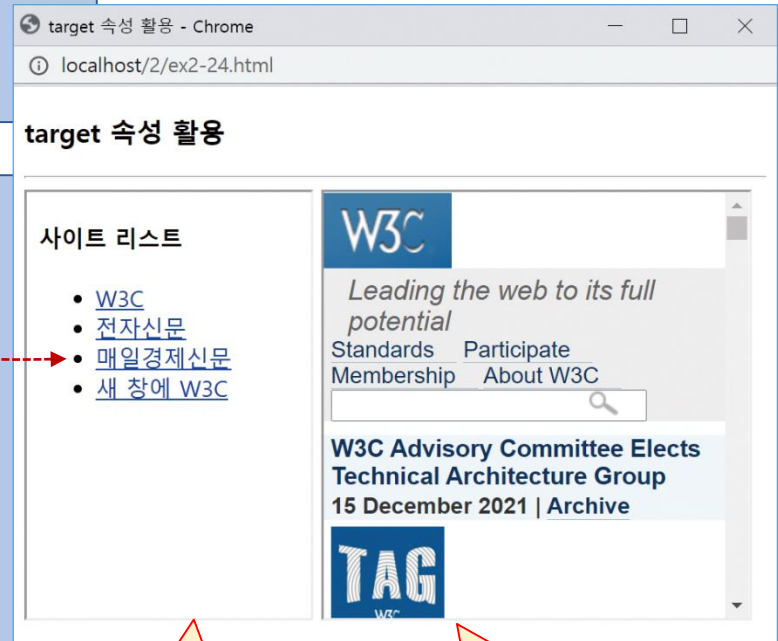 target 속성 활용 - Chrome
localhost/2/ex2-24.html
target 속성 활용
사이트 리스트
W3C
전자신문
매일경제신문
새 창에 W3C
W3C
Leading the web to its full
potential
Standards Participate
Membership About W3C
W3C Advisory Committee Elects
Technical Architecture Group
15 December 2021 | Archive
TAG
W3C